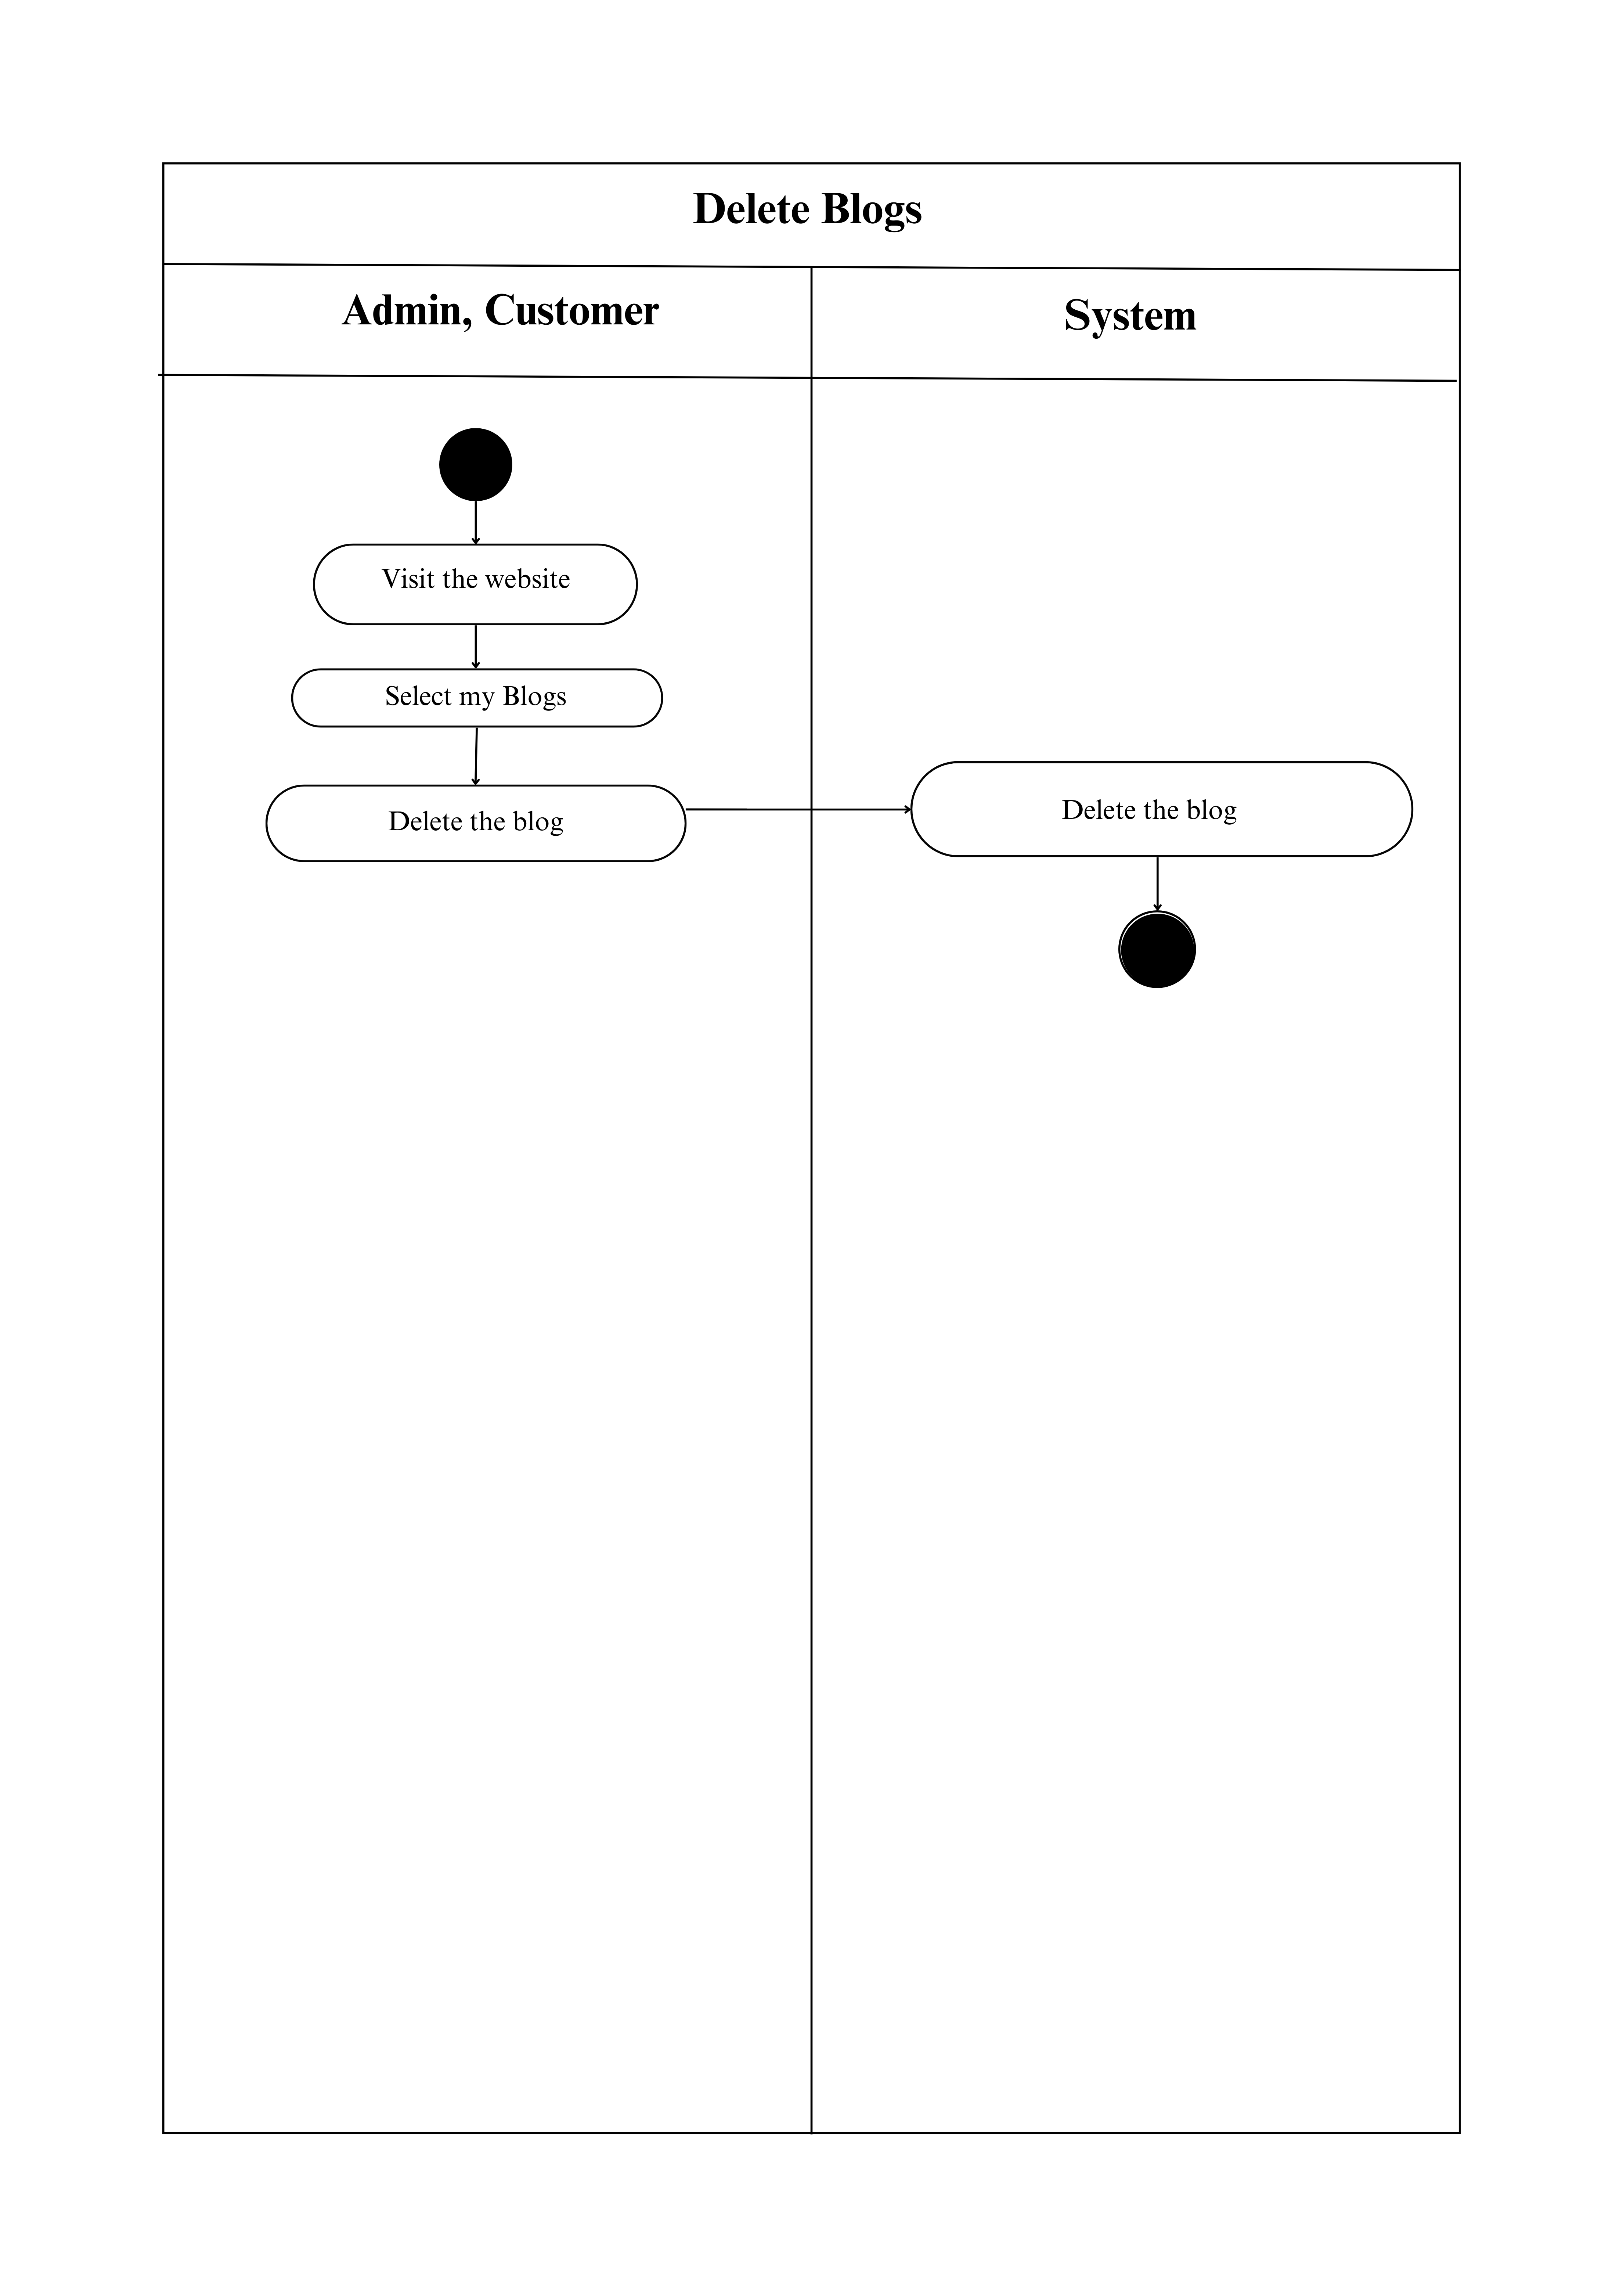 Delete Blogs
Admin, Customer
System
Visit the website
Select my Blogs
Delete the blog
Delete the blog